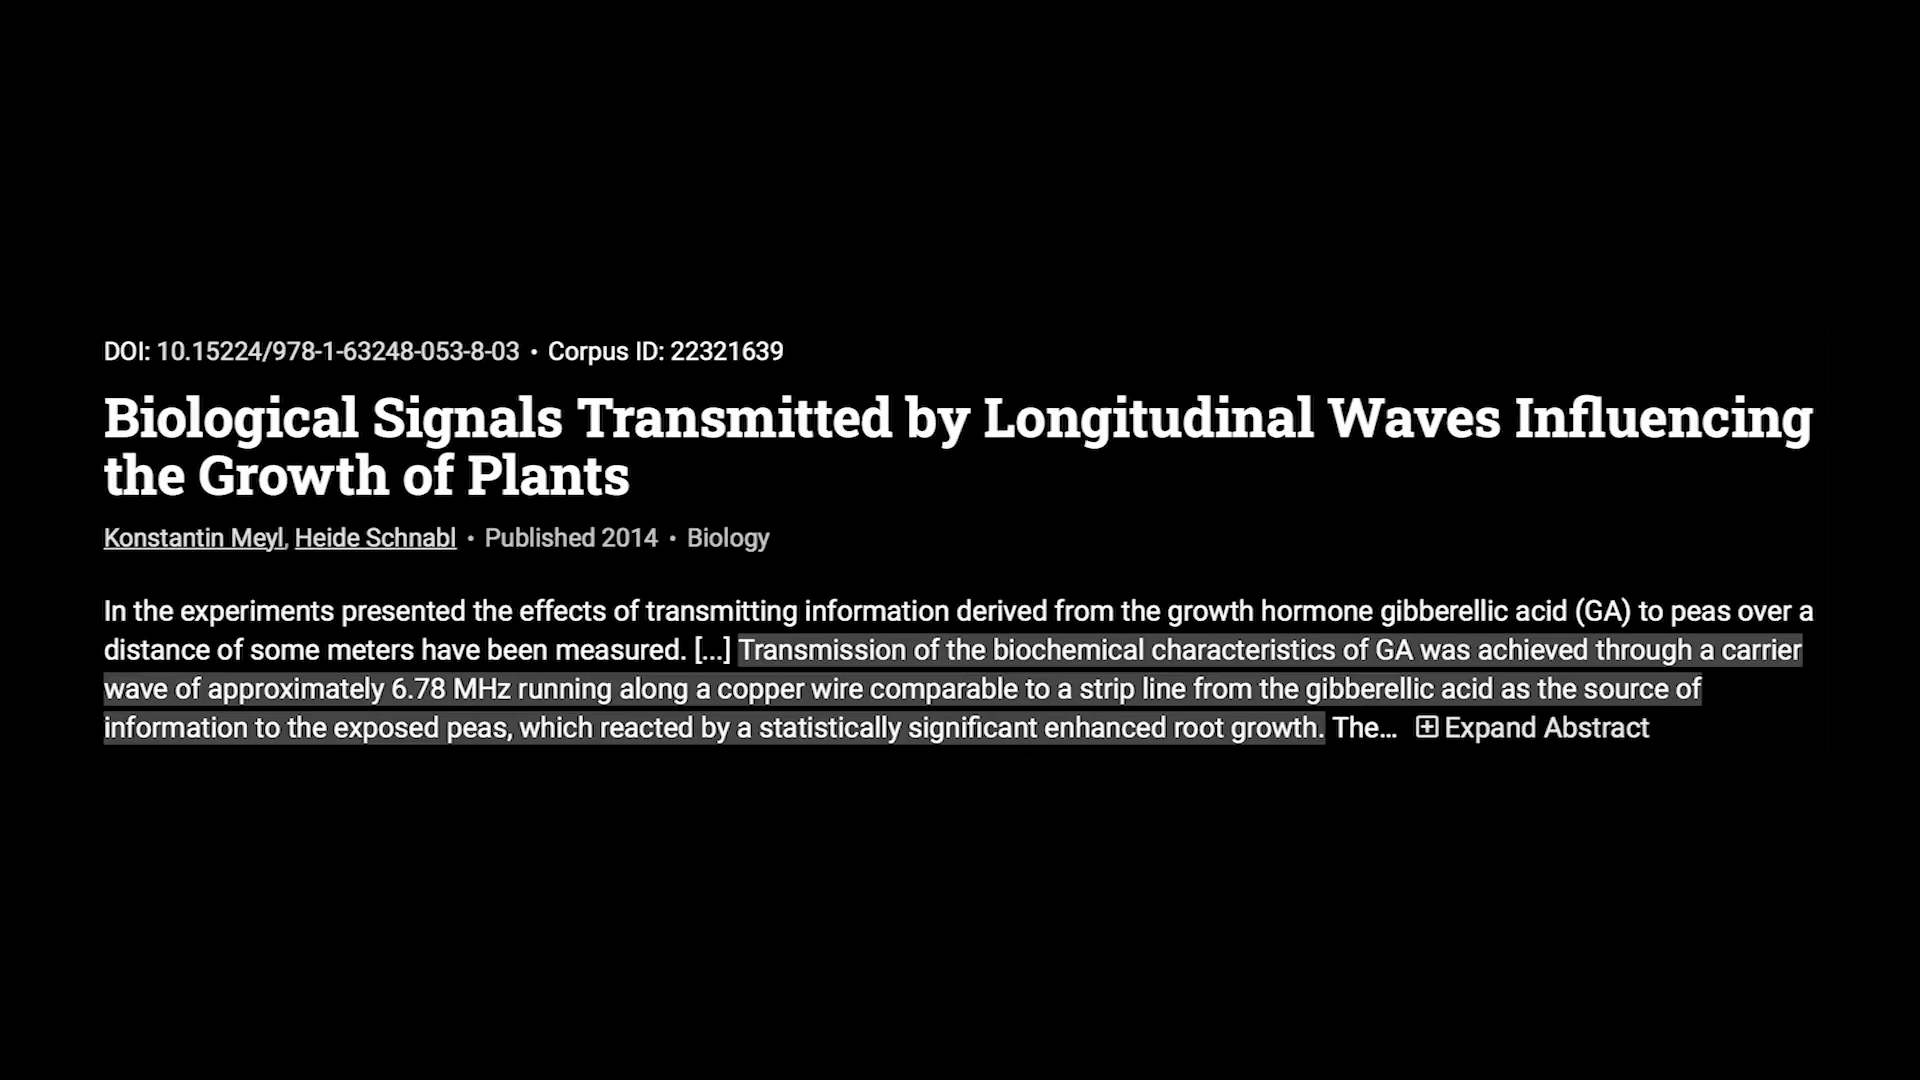 DOI: 10.15224/978-1-63248-053-8-03 • Corpus ID: 22321639
Biological Signals Transmitted by Longitudinal Waves Influencing
the Growth of Plants
Konstantin Meyl, Heide Schnabl • Published 2014 • Biology
In the experiments presented the effects of transmitting information derived from the growth hormone gibberellic acid (GA) to peas over a
distance of some meters have been measured. [...] Transmission of the biochemical characteristics of GA was achieved through a carrier
wave of approximately 6.78 MHz running along a copper wire comparable to a strip line from the gibberellic acid as the source of
information to the exposed peas, which reacted by a statistically significant enhanced root growth. The... Expand Abstract